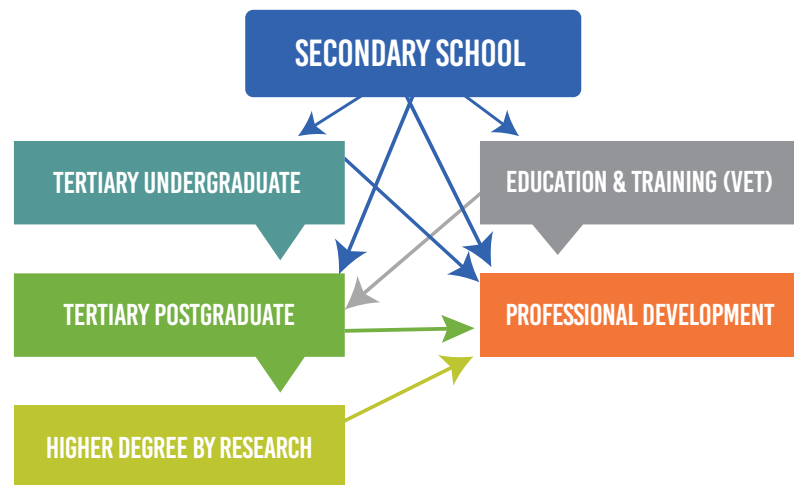 SECONDARY SCHOOL
TERTIARY UNDERGRADUATE
EDUCATION & TRAINING (VET)
TERTIARY POSTGRADUATE
PROFESSIONAL DEVELOPMENT
HIGHER DEGREE BY RESEARCH